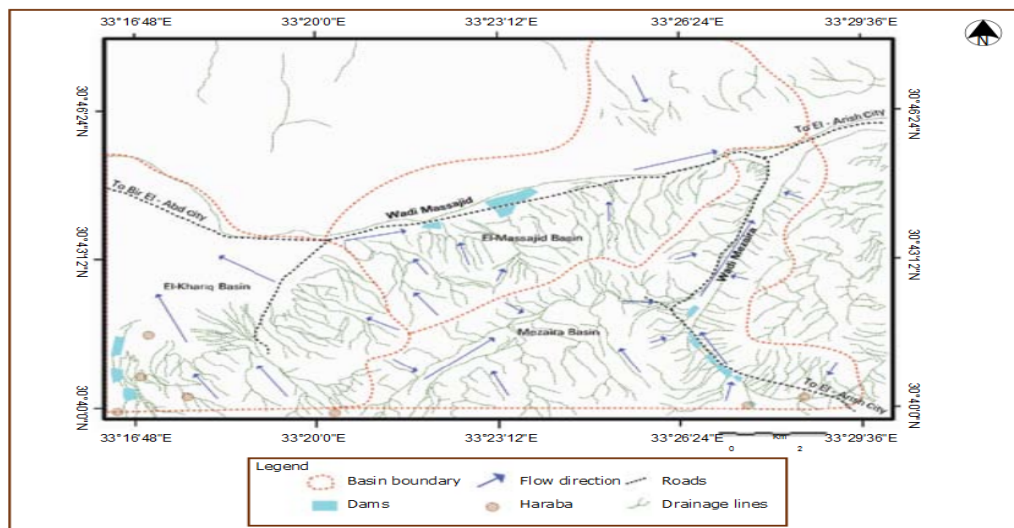 33°16'48"E 33°20'0"E 33°23'12"E 33°26'24"E 33°29'36"E
N
30°46'24"N
30°46'24"N
To El - Arish City
To Bir El - Abd city
Wadi Massajid
El-Massajid Basin
Wadi Mezaira
30°43'12"N
30°43'12"N
El-Khariq Basin
Mezaira Basin
To El - Arish City
30°40'0"N
30°40'0"N
33°16'48"E 33°20'0"E 33°23'12"E 33°26'24"E 33°29'36"E
Km
0 2
Legend
Basin boundary Flow direction Roads
Dams Haraba Drainage lines